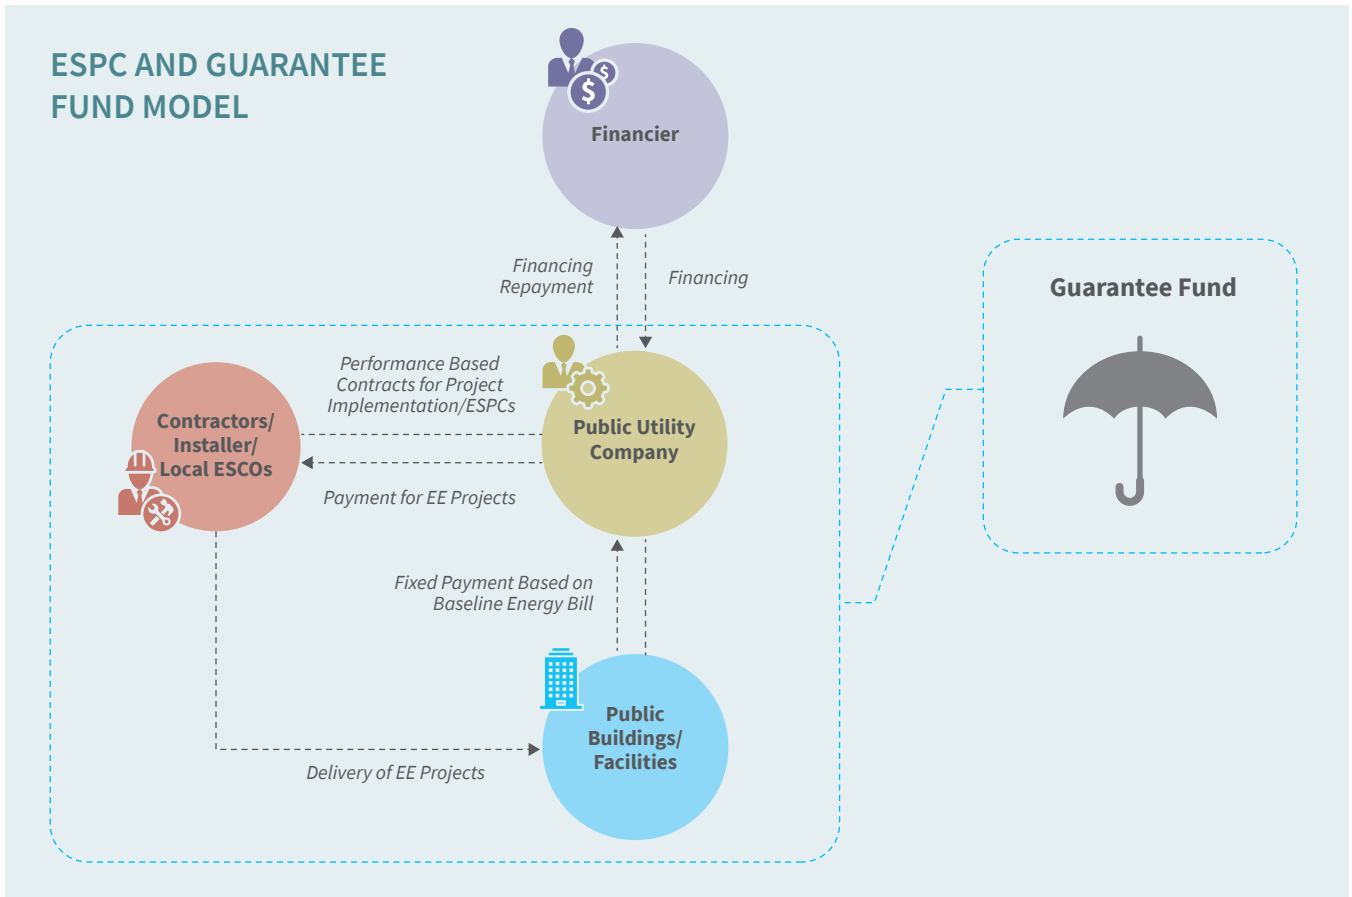 ESPC AND GUARANTEE
FUND MODEL
Financier
Financing
Repayment
Financing
Guarantee Fund
Performance Based
Contracts for Project
Implementation/ESPCs
Contractors/
Installer/
Local ESCOs
Public Utility
Company
Payment for EE Projects
Fixed Payment Based on
Baseline Energy Bill
Public
Buildings/
Facilities
Delivery of EE Projects
$
$